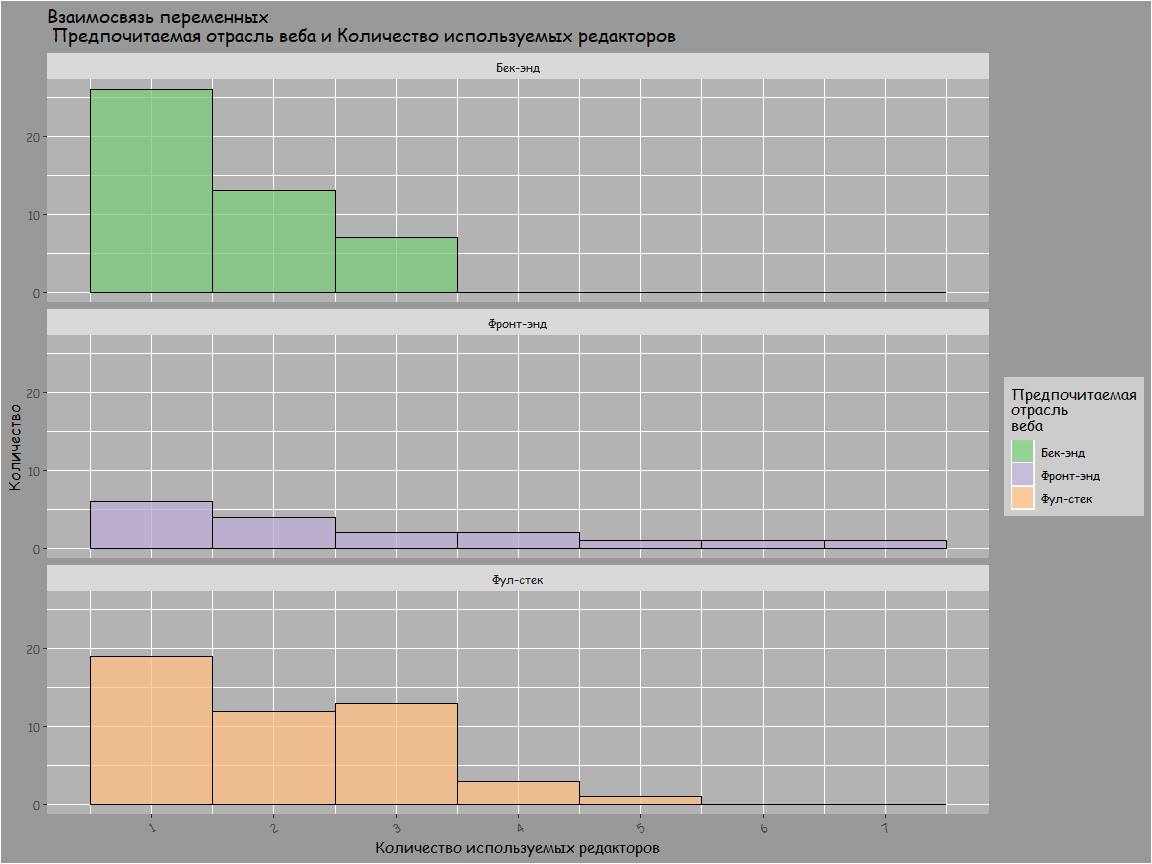 Взаимосвязь переменных
Предпочитаемая отрасль веба и Количество используемых редакторов
Бек-энд
20
10
0
Фронт-энд
20
10
0
Фул-стек
20
10
0
1
2
3
4
5
6
7
Количество используемых редакторов
Количество
Предпочитаемая
отрасль
веба
Бек-энд
Фронт-энд
Фул-стек